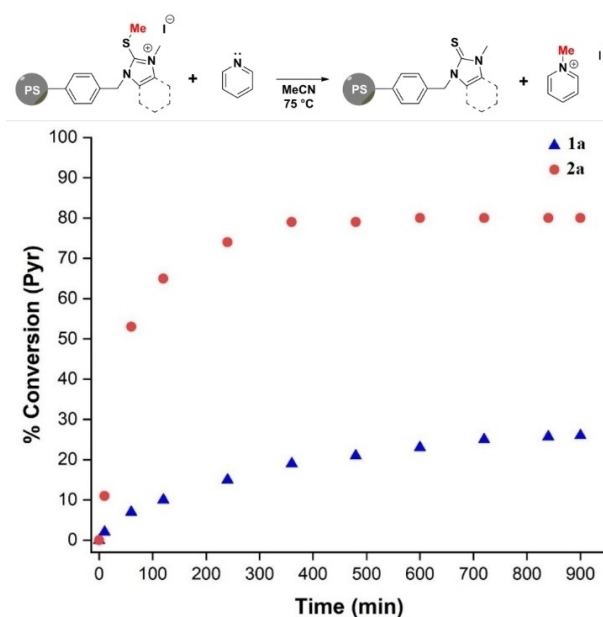 Me I⊖
S ⊕ N
N
PS
+
N̈
MeCN
75 °C
S
N
N
PS
+
Me
N
⊕
I
100
90
80
70
60
50
40
30
20
10
0
% Conversion (Pyr)
1a
2a
0 100 200 300 400 500 600 700 800 900
Time (min)